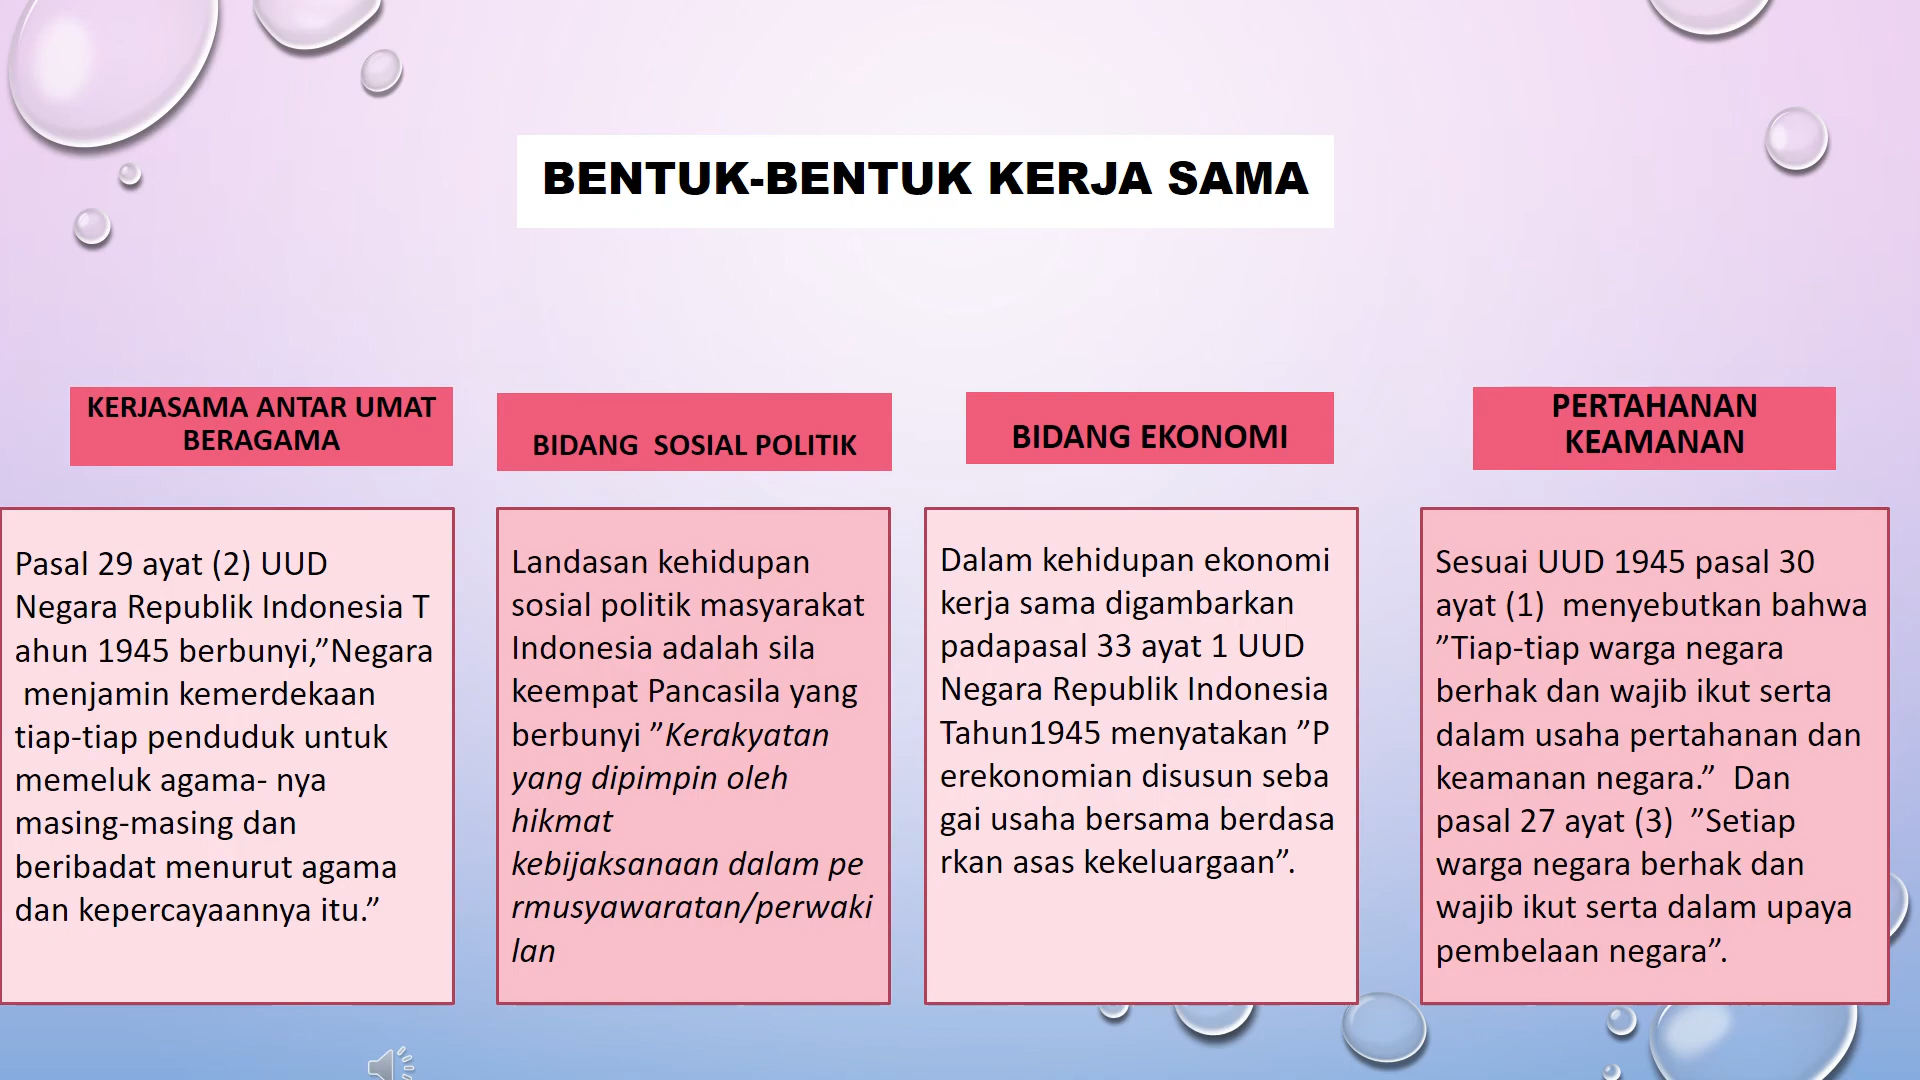 BENTUK-BENTUK KERJA SAMA
KERJASAMA ANTAR UMAT
BERAGAMA
Pasal 29 ayat (2) UUD
Negara Republik Indonesia T
ahun 1945 berbunyi,”Negara
menjamin kemerdekaan
tiap-tiap penduduk untuk
memeluk agama- nya
masing-masing dan
beribadat menurut agama
dan kepercayaannya itu.”
BIDANG  SOSIAL POLITIK
Landasan kehidupan
sosial politik masyarakat
Indonesia adalah sila
keempat Pancasila yang
berbunyi ”Kerakyatan
yang dipimpin oleh
hikmat
kebijaksanaan dalam pe
rmusyawaratan/perwaki
lan
BIDANG EKONOMI
Dalam kehidupan ekonomi
kerja sama digambarkan
padapasal 33 ayat 1 UUD
Negara Republik Indonesia
Tahun1945 menyatakan ”P
erekonomian disusun seba
gai usaha bersama berdasa
rkan asas kekeluargaan”.
PERTAHANAN
KEAMANAN
Sesuai UUD 1945 pasal 30
ayat (1)  menyebutkan bahwa
”Tiap-tiap warga negara
berhak dan wajib ikut serta
dalam usaha pertahanan dan
keamanan negara.”  Dan
pasal 27 ayat (3)  ”Setiap
warga negara berhak dan
wajib ikut serta dalam upaya
pembelaan negara”.